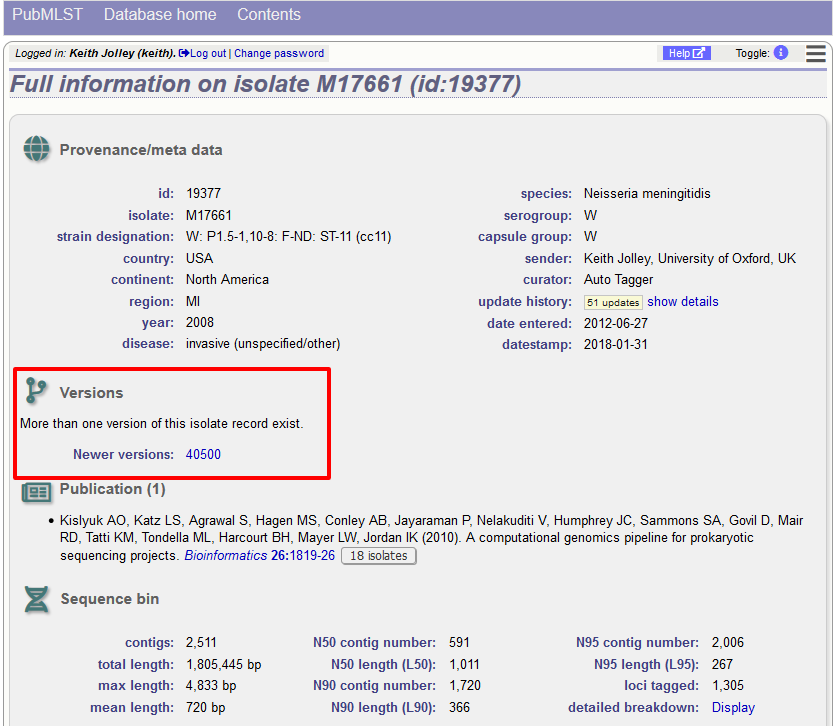 PubMLST Database home Contents
Logged in: Keith Jolley (keith). Log out | Change password Help Toggle: i
Full information on isolate M17661 (id:19377)
Provenance/meta data
id: 19377 species: Neisseria meningitidis
isolate: M17661 serogroup: W
strain designation: W: P1.5-1,10-8: F-ND: ST-11 (cc11) capsule group: W
country: USA sender: Keith Jolley, University of Oxford, UK
continent: North America curator: Auto Tagger
region: MI update history: 51 updates show details
year: 2008 date entered: 2012-06-27
disease: invasive (unspecified/other) datestamp: 2018-01-31
Versions
More than one version of this isolate record exist.
Newer versions: 40500
Publication (1)
• Kislyuk AO, Katz LS, Agrawal S, Hagen MS, Conley AB, Jayaraman P, Nelakuditi V, Humphrey JC, Sammons SA, Govil D, Mair
RD, Tatti KM, Tondella ML, Harcourt BH, Mayer LW, Jordan IK (2010). A computational genomics pipeline for prokaryotic
sequencing projects. Bioinformatics 26:1819-26 18 isolates
Sequence bin
contigs: 2,511 N50 contig number: 591 N95 contig number: 2,006
total length: 1,805,445 bp N50 length (L50): 1,011 N95 length (L95): 267
max length: 4,833 bp N90 contig number: 1,720 loci tagged: 1,305
mean length: 720 bp N90 length (L90): 366 detailed breakdown: Display